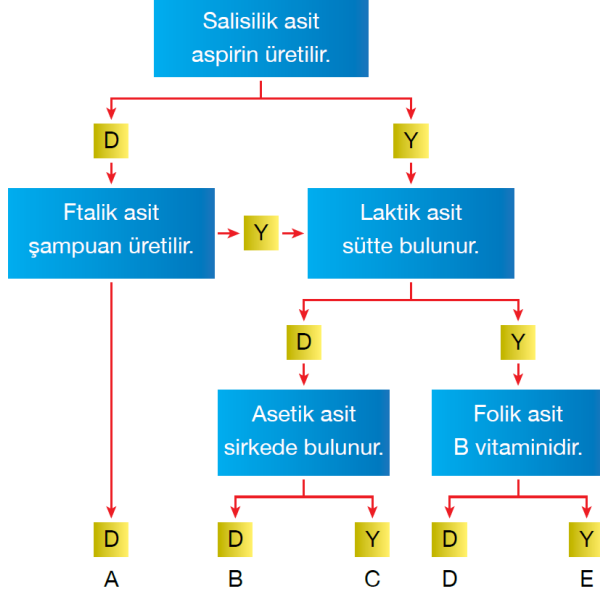 Salisilik asit
aspirin üretilir.
D
Y
Ftalik asit
şampuan üretilir.
Y
Laktik asit
sütte bulunur.
D
Y
Asetik asit
sirkede bulunur.
Folik asit
B vitaminidir.
D
D
Y
D
Y
A
B
C
D
E